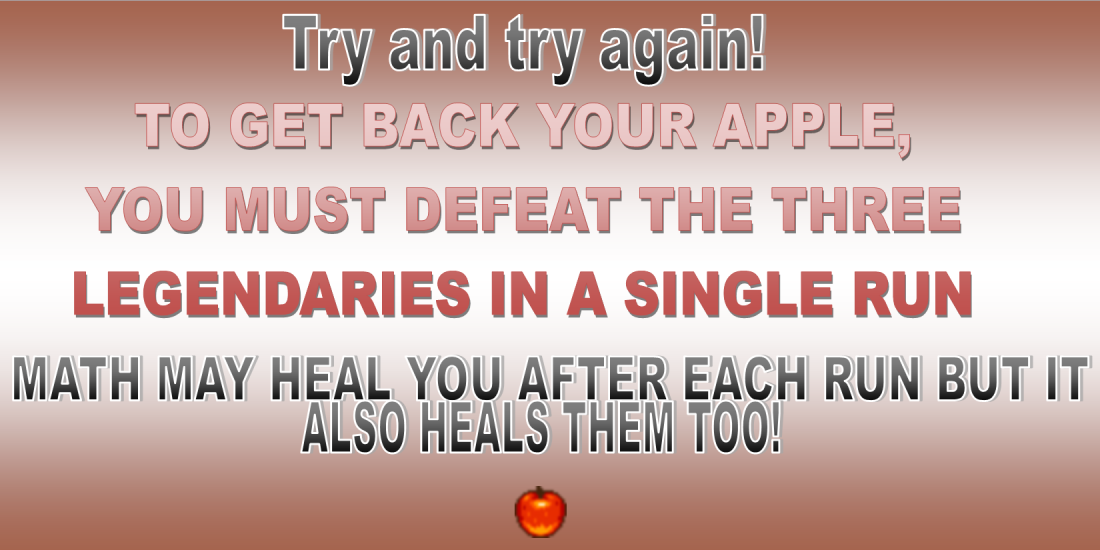 Try and try again!
TO GET BACK YOUR APPLE,
YOU MUST DEFEAT THE THREE
LEGENDARIES IN A SINGLE RUN
MATH MAY HEAL YOU AFTER EACH RUN BUT IT
ALSO HEALS THEM TOO!